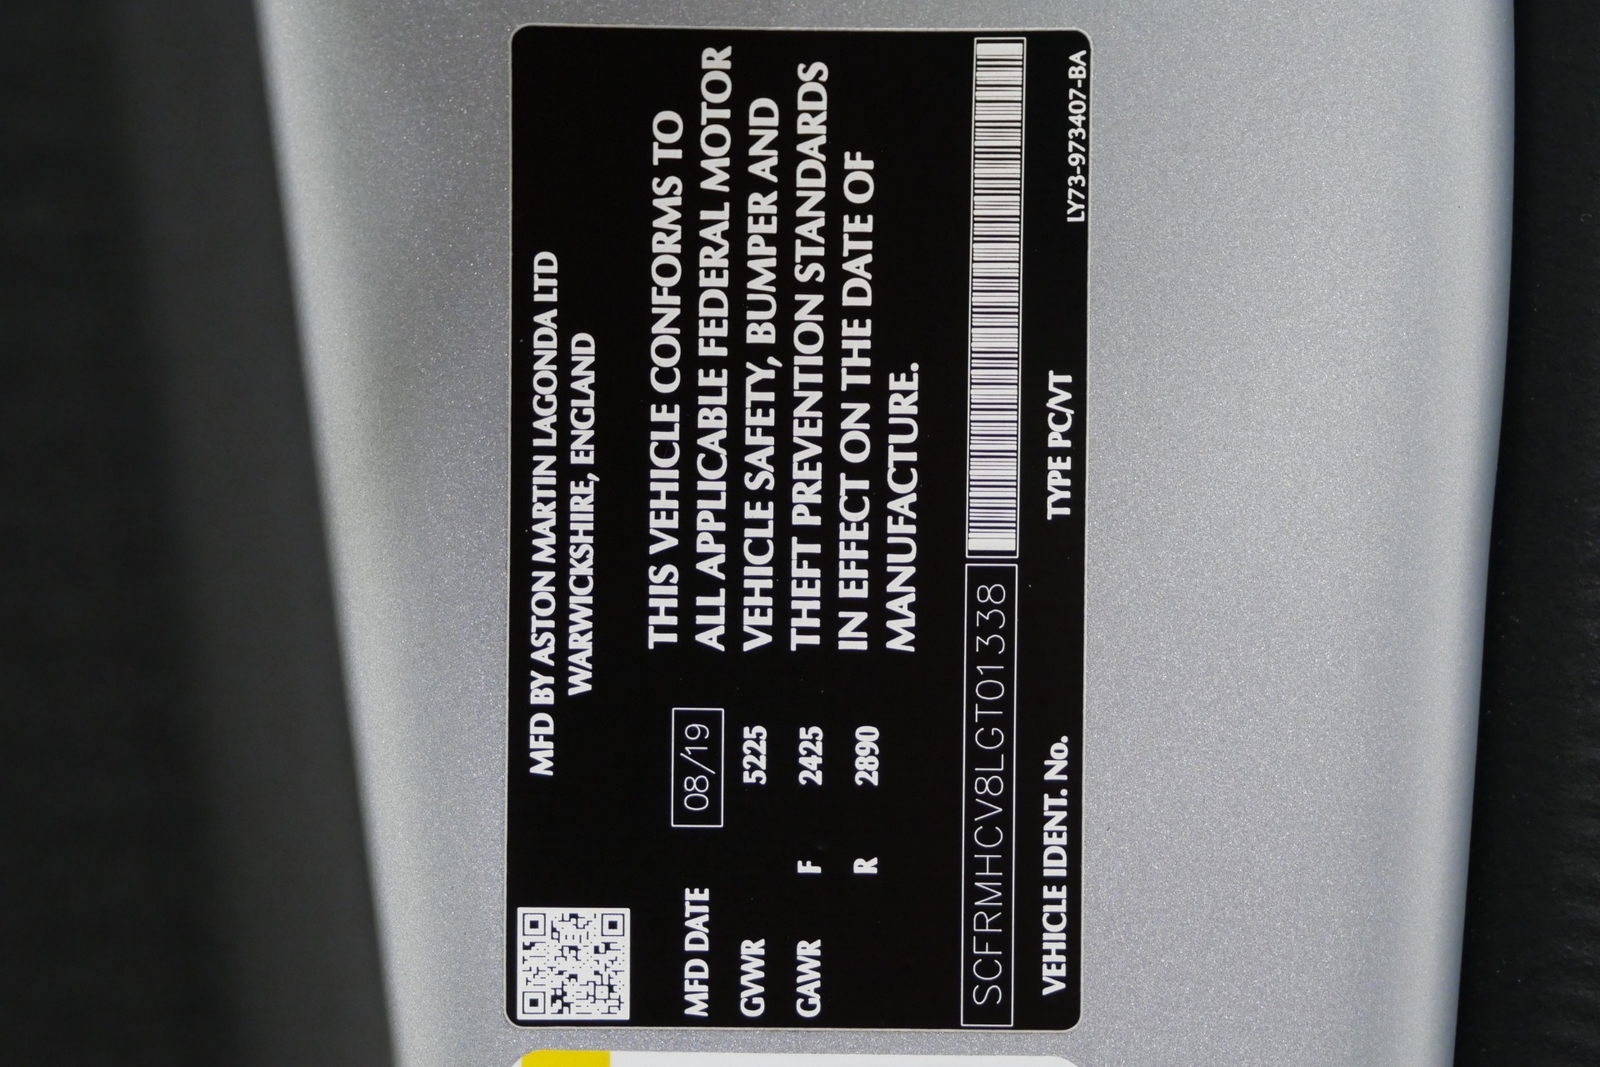 MFD BY ASTON MARTIN LAGONDA LTD
WARWICKSHIRE, ENGLAND
MFD DATE 08/19
GVWR 5225
GAWR F 2425
R 2890
THIS VEHICLE CONFORMS TO
ALL APPLICABLE FEDERAL MOTOR
VEHICLE SAFETY, BUMPER AND
THEFT PREVENTION STANDARDS
IN EFFECT ON THE DATE OF
MANUFACTURE.
SCFRMHCV8LGT01338
VEHICLE IDENT. No. TYPE PC/VT
LY73-973407-BA